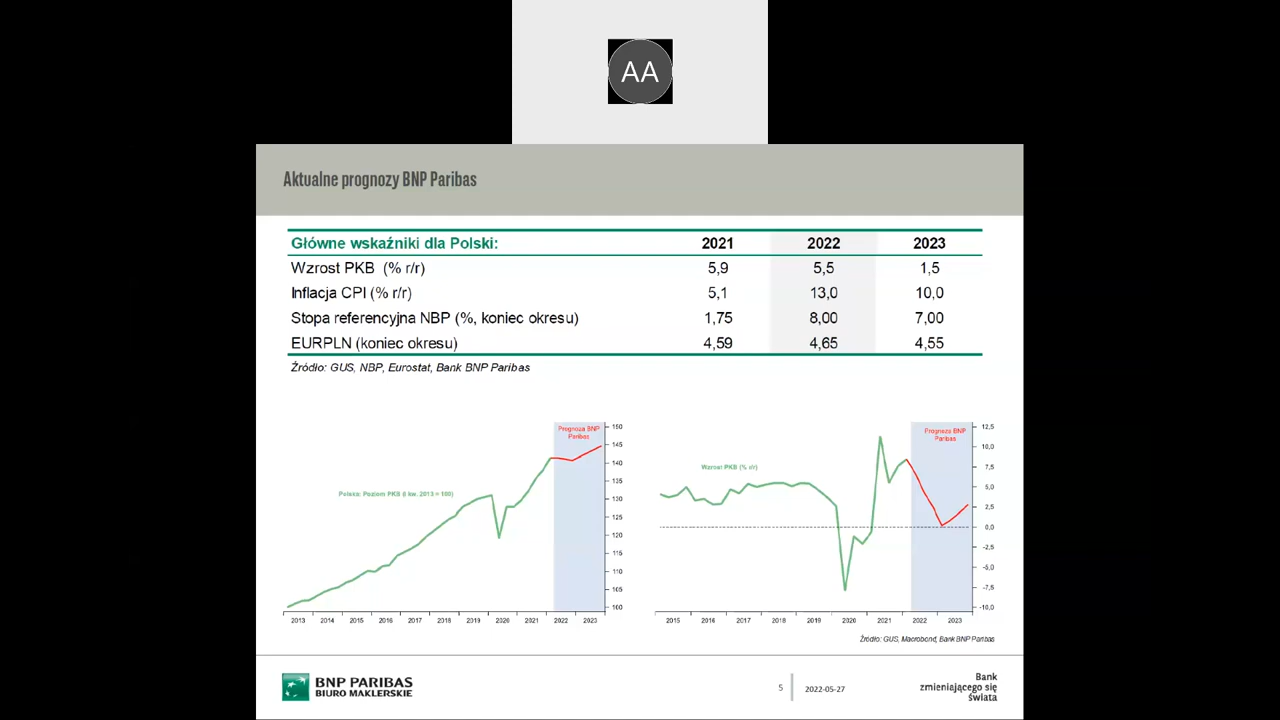 AA
Aktualne prognozy BNP Paribas
Główne wskaźniki dla Polski: 2021 2022 2023
Wzrost PKB (% r/r) 5,9 5,5 1,5
Inflacja CPI (% r/r) 5,1 13,0 10,0
Stopa referencyjna NBP (%, koniec okresu) 1,75 8,00 7,00
EURPLN (koniec okresu) 4,59 4,65 4,55
Źródło: GUS, NBP, Eurostat, Bank BNP Paribas
Prognoza BNP
Paribas
Polska: Poziom PKB (I kw. 2013 = 100)
150
145
140
130
125
120
115
110
105
100
2013 2014 2015 2016 2017 2018 2019 2020 2021 2022 2023
Prognoza BNP
Paribas
Wzrost PKB (% r/r)
12,5
10,0
7,5
5,0
2,5
0,0
-2,5
-5,0
-7,5
-10,0
2015 2016 2017 2018 2019 2020 2021 2022 2023
Źródło: GUS, Macrobond, Bank BNP Paribas
BNP PARIBAS
BIURO MAKLERSKIE
5
2022-05-27
Bank
zmieniającego się
świata